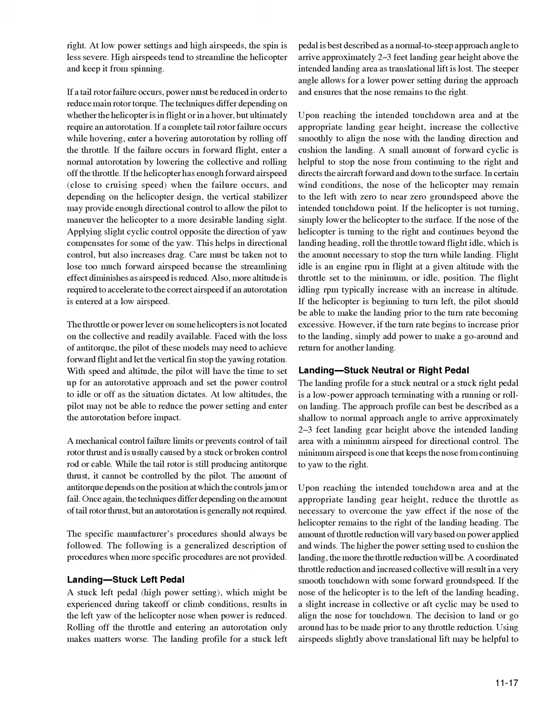 right. At low power settings and high airspeeds, the spin is
less severe. High airspeeds tend to streamline the helicopter
and keep it from spinning.
If a tail rotor failure occurs, power must be reduced in order to
reduce main rotor torque. The techniques differ depending on
whether the helicopter is in flight or in a hover, but ultimately
require an autorotation. If a complete tail rotor failure occurs
while hovering, enter a hovering autorotation by rolling off
the throttle. If the failure occurs in forward flight, enter a
normal autorotation by lowering the collective and rolling
off the throttle. If the helicopter has enough forward airspeed
(close to cruising speed) when the failure occurs, and
depending on the helicopter design, the vertical stabilizer
may provide enough directional control to allow the pilot to
maneuver the helicopter to a more desirable landing sight.
Applying slight cyclic control opposite the direction of yaw
compensates for some of the yaw. This helps in directional
control, but also increases drag. Care must be taken not to
lose too much forward airspeed because the streamlining
effect diminishes as airspeed is reduced. Also, more altitude is
required to accelerate to the correct airspeed if an autorotation
is entered at a low airspeed.
The throttle or power lever on some helicopters is not located
on the collective and readily available. Faced with the loss
of antitorque, the pilot of these models may need to achieve
forward flight and let the vertical fin stop the yawing rotation.
With speed and altitude, the pilot will have the time to set
up for an autorotative approach and set the power control
to idle or off as the situation dictates. At low altitudes, the
pilot may not be able to reduce the power setting and enter
the autorotation before impact.
A mechanical control failure limits or prevents control of tail
rotor thrust and is usually caused by a stuck or broken control
rod or cable. While the tail rotor is still producing antitorque
thrust, it cannot be controlled by the pilot. The amount of
antitorque depends on the position at which the controls jam or
fail. Once again, the techniques differ depending on the amount
of tail rotor thrust, but an autorotation is generally not required.
The specific manufacturer's procedures should always be
followed. The following is a generalized description of
procedures when more specific procedures are not provided.
Landing—Stuck Left Pedal
A stuck left pedal (high power setting), which might be
experienced during takeoff or climb conditions, results in
the left yaw of the helicopter nose when power is reduced.
Rolling off the throttle and entering an autorotation only
makes matters worse. The landing profile for a stuck left
pedal is best described as a normal-to-steep approach angle to
arrive approximately 2–3 feet landing gear height above the
intended landing area as translational lift is lost. The steeper
angle allows for a lower power setting during the approach
and ensures that the nose remains to the right.
Upon reaching the intended touchdown area and at the
appropriate landing gear height, increase the collective
smoothly to align the nose with the landing direction and
cushion the landing. A small amount of forward cyclic is
helpful to stop the nose from continuing to the right and
directs the aircraft forward and down to the surface. In certain
wind conditions, the nose of the helicopter may remain
to the left with zero to near zero groundspeed above the
intended touchdown point. If the helicopter is not turning,
simply lower the helicopter to the surface. If the nose of the
helicopter is turning to the right and continues beyond the
landing heading, roll the throttle toward flight idle, which is
the amount necessary to stop the turn while landing. Flight
idle is an engine rpm in flight at a given altitude with the
throttle set to the minimum, or idle, position. The flight
idling rpm typically increase with an increase in altitude.
If the helicopter is beginning to turn left, the pilot should
be able to make the landing prior to the turn rate becoming
excessive. However, if the turn rate begins to increase prior
to the landing, simply add power to make a go-around and
return for another landing.
Landing—Stuck Neutral or Right Pedal
The landing profile for a stuck neutral or a stuck right pedal
is a low-power approach terminating with a running or roll-
on landing. The approach profile can best be described as a
shallow to normal approach angle to arrive approximately
2–3 feet landing gear height above the intended landing
area with a minimum airspeed for directional control. The
minimum airspeed is one that keeps the nose from continuing
to yaw to the right.
Upon reaching the intended touchdown area and at the
appropriate landing gear height, reduce the throttle as
necessary to overcome the yaw effect if the nose of the
helicopter remains to the right of the landing heading. The
amount of throttle reduction will vary based on power applied
and winds. The higher the power setting used to cushion the
landing, the more the throttle reduction will be. A coordinated
throttle reduction and increased collective will result in a very
smooth touchdown with some forward groundspeed. If the
nose of the helicopter is to the left of the landing heading,
a slight increase in collective or aft cyclic may be used to
align the nose for touchdown. The decision to land or go
around has to be made prior to any throttle reduction. Using
airspeeds slightly above translational lift may be helpful to
11-17